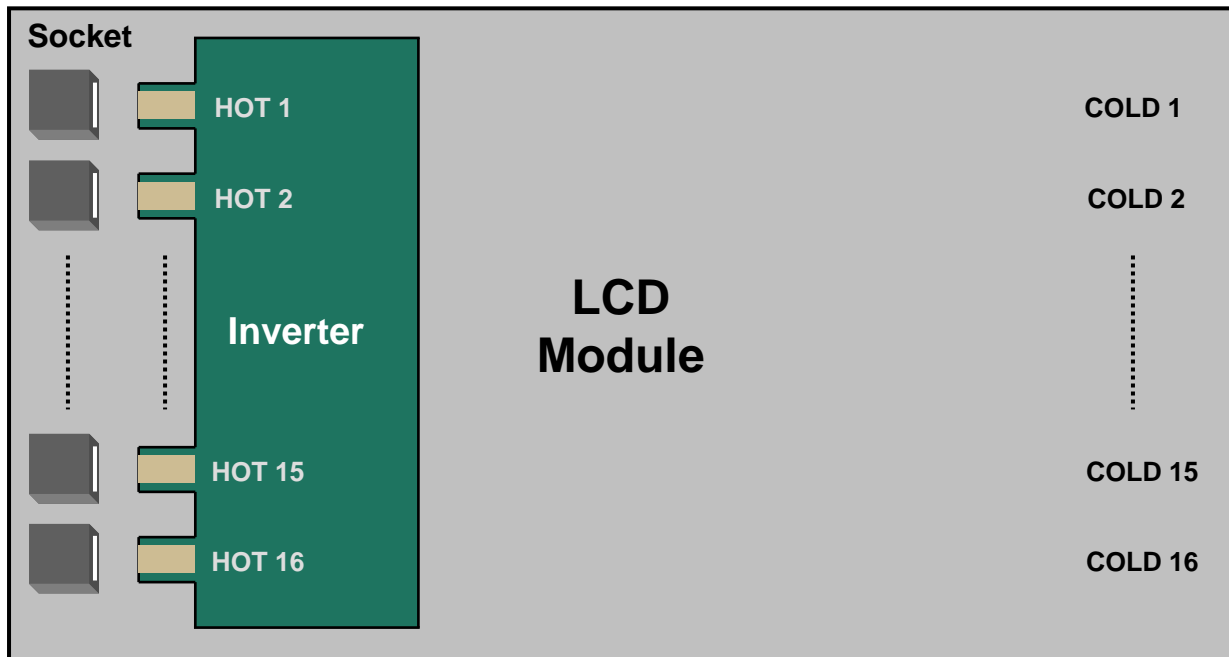 Socket
HOT 1
COLD 1
HOT 2
COLD 2
LCD
Module
Inverter
HOT 15
COLD 15
HOT 16
COLD 16